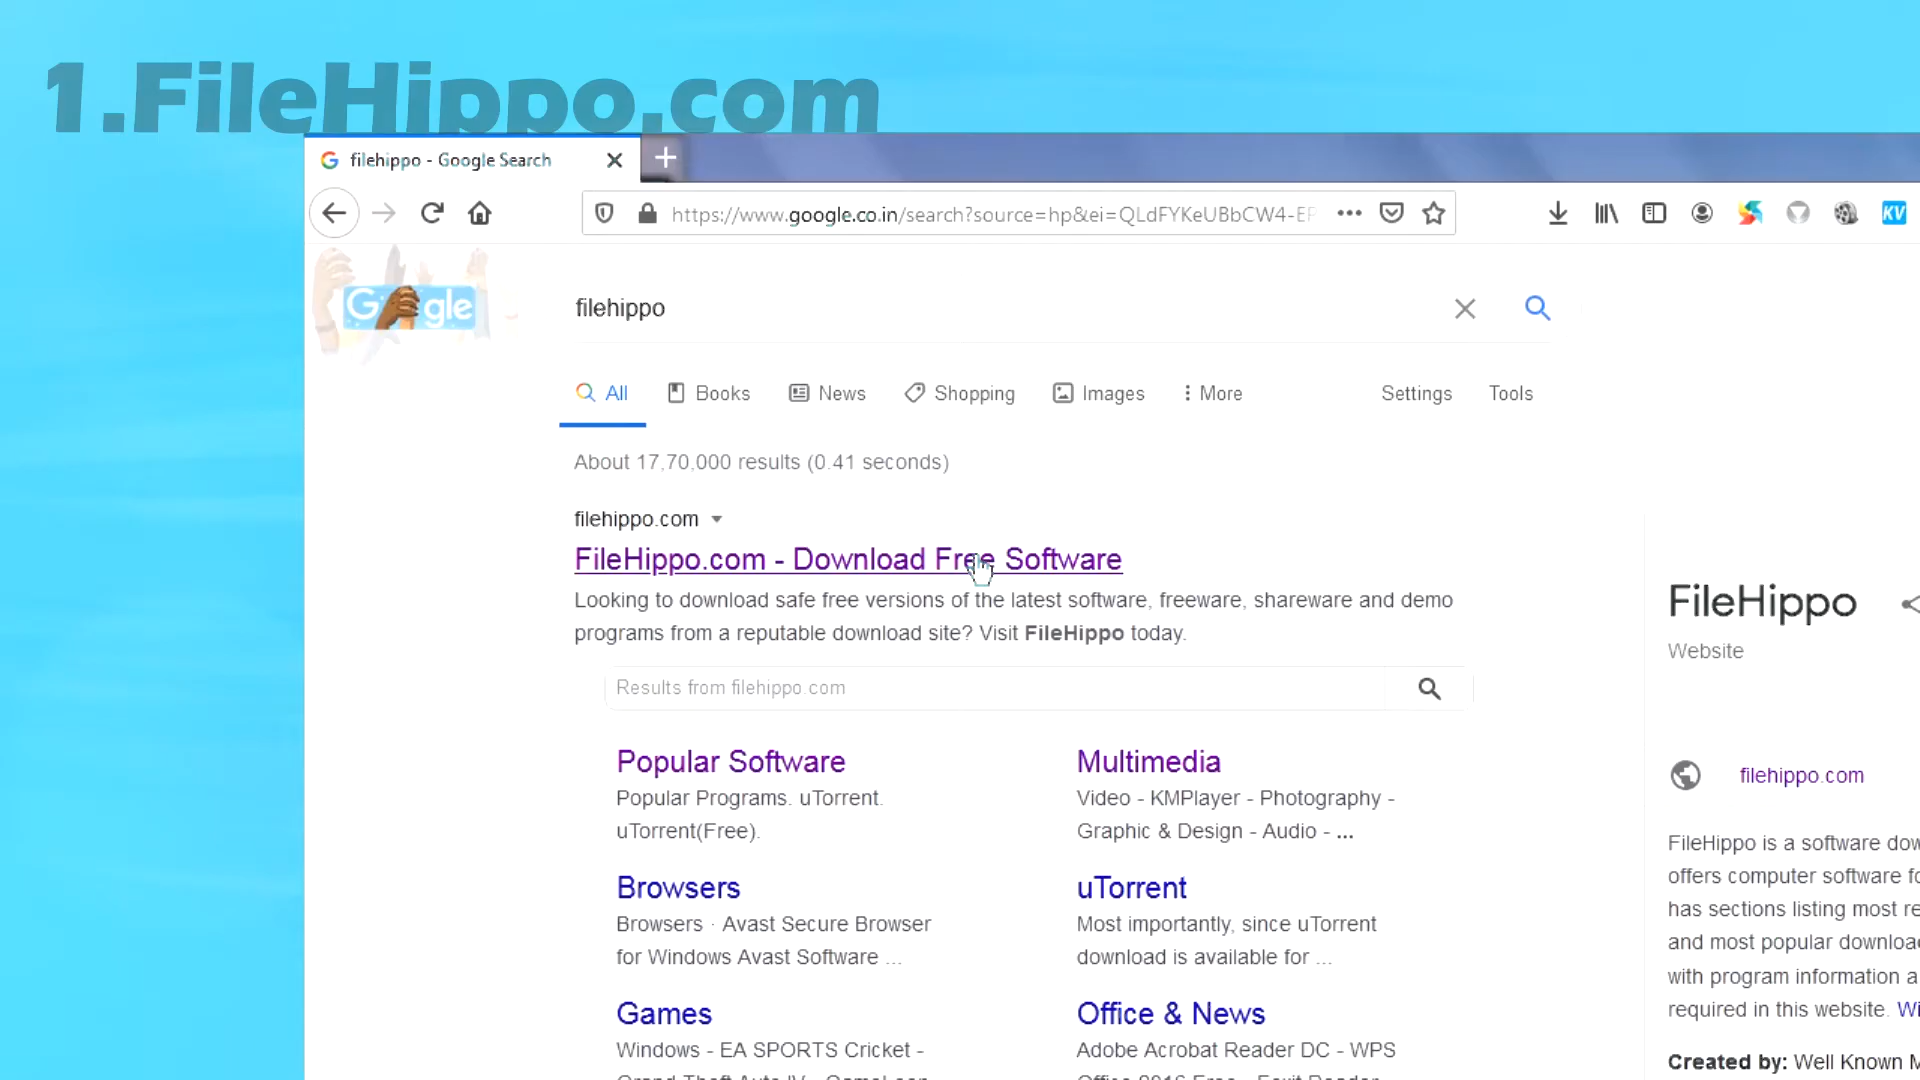 1.FileHippo.com
filehippo - Google Search
https://www.google.co.in/search?source=hp&ei=QLdFYKeUBbCW4-EP
KV
Google
filehippo
All
Books
News
Shopping
Images
More
Settings
Tools
About 17,70,000 results (0.41 seconds)
filehippo.com
FileHippo.com - Download Free Software
Looking to download safe free versions of the latest software, freeware, shareware and demo
programs from a reputable download site? Visit FileHippo today.
Results from filehippo.com
Popular Software
Popular Programs. uTorrent.
uTorrent(Free).
Multimedia
Video - KMPlayer - Photography -
Graphic & Design - Audio - ...
Browsers
Browsers · Avast Secure Browser
for Windows Avast Software ...
uTorrent
Most importantly, since uTorrent
download is available for ...
Games
Windows - EA SPORTS Cricket -
Office & News
Adobe Acrobat Reader DC - WPS
FileHippo
Website
filehippo.com
FileHippo is a software dow
offers computer software fo
has sections listing most re
and most popular downloa
with program information a
required in this website. Wi
Created by: Well Known M